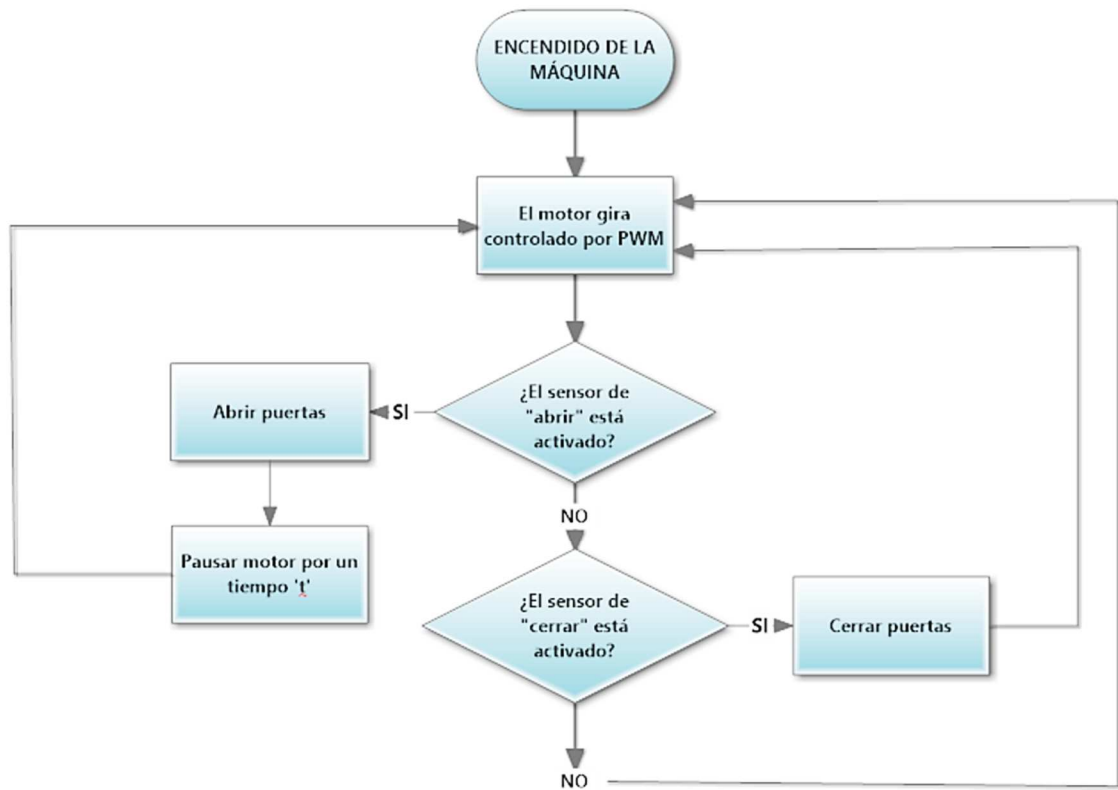 ENCENDIDO DE LA
MÁQUINA
El motor gira
controlado por PWM
¿El sensor de
"abrir" está
activado?
SI
Abrir puertas
Pausar motor por un
tiempo 't'
NO
¿El sensor de
"cerrar" está
activado?
SI
Cerrar puertas
NO